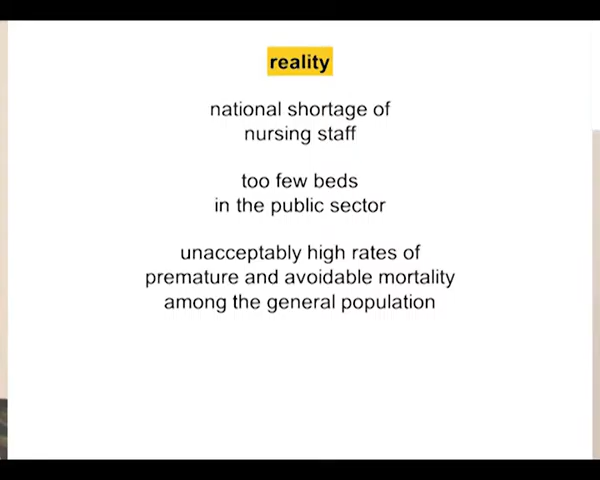 reality
national shortage of
nursing staff
too few beds
in the public sector
unacceptably high rates of
premature and avoidable mortality
among the general population